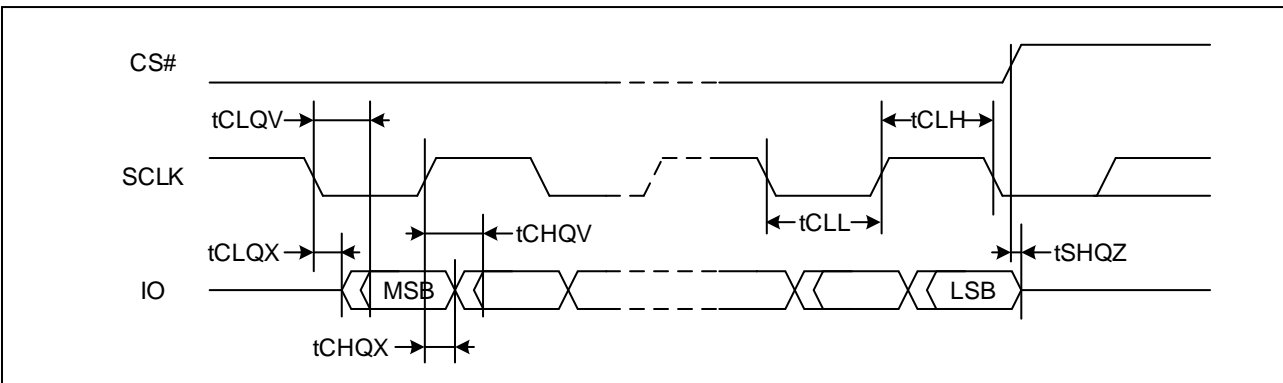 CS#
tCLQV
tCLH
SCLK
tCLL
tCHQV
tCLQX
tSHQZ
IO
MSB
LSB
tCHQX